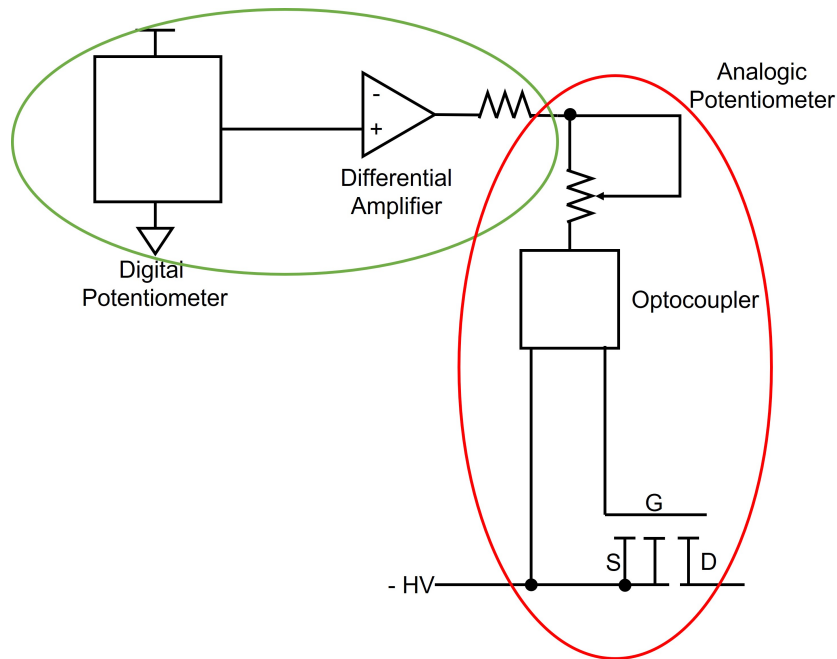 Analogic
Potentiometer
-
+
Differential
Amplifier
Digital
Potentiometer
Optocoupler
G
S
D
- HV